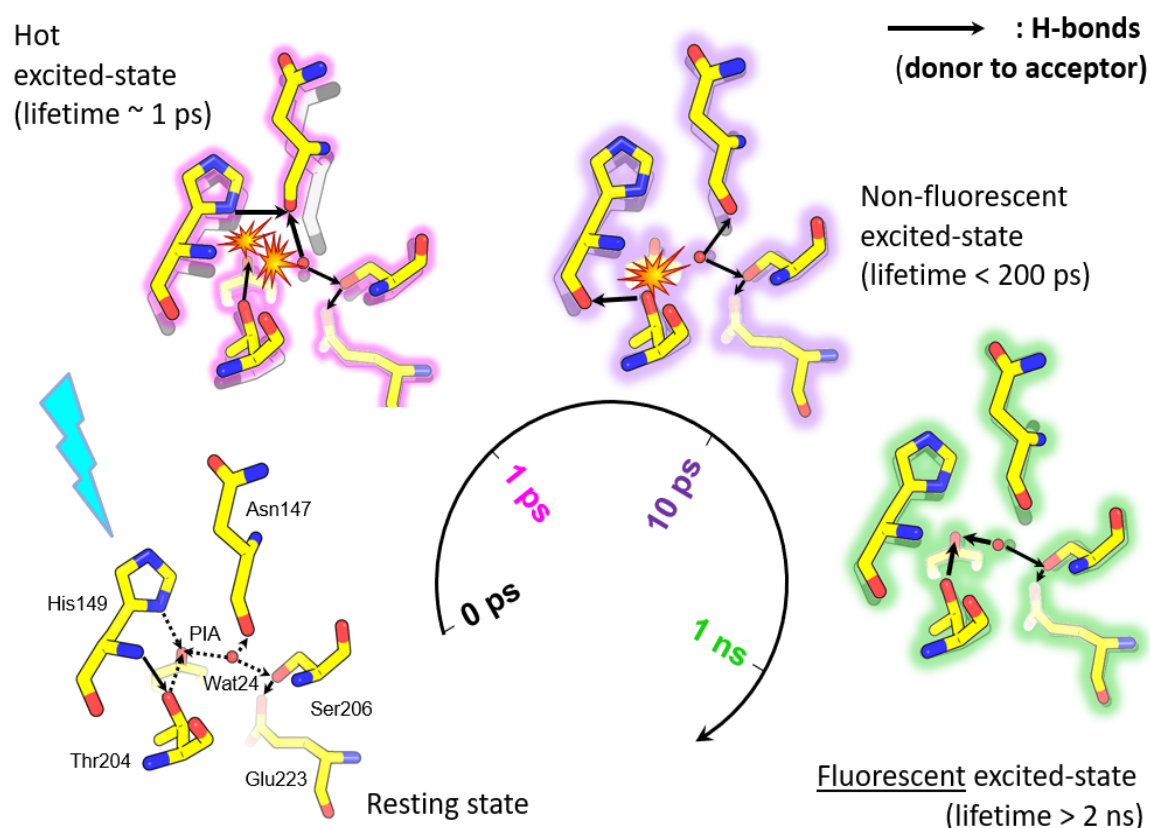 Hot
excited-state
(lifetime ~ 1 ps)
: H-bonds
(donor to acceptor)
Non-fluorescent
excited-state
(lifetime < 200 ps)
1 ps
10 ps
0 ps
1 ns
Asn147
His149
PIA
Wat24
Ser206
Thr204
Glu223
Resting state
Fluorescent excited-state
(lifetime > 2 ns)